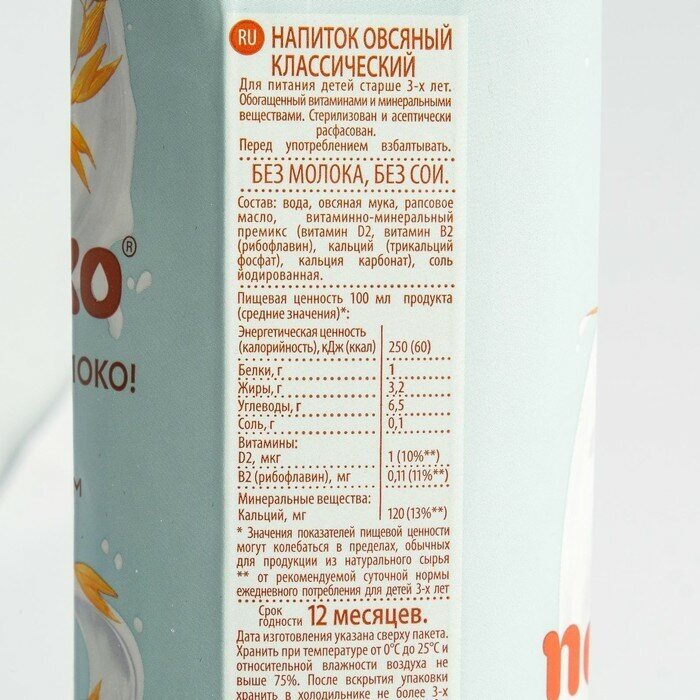 RU
НАПИТОК ОВСЯНЫЙ
КЛАССИЧЕСКИЙ
Для питания детей старше 3-х лет.
Обогащенный витаминами и минеральными
веществами. Стерилизован и асептически
расфасован.
Перед употреблением взбалтывать.
БЕЗ МОЛОКА, БЕЗ СОИ.
Состав: вода, овсяная мука, рапсовое
масло, витаминно-минеральный
премикс (витамин D2, витамин B2
(рибофлавин), кальций (трикальций
фосфат), кальция карбонат), соль
йодированная.
Пищевая ценность 100 мл продукта
(средние значения)*:
Энергетическая ценность
(калорийность), кДж (ккал) 250 (60)
Белки, г 1
Жиры, г 3,2
Углеводы, г 6,5
Соль, г 0,1
Витамины:
D2, мкг 1 (10%**)
B2 (рибофлавин), мг 0,11 (11%**)
Минеральные вещества:
Кальций, мг 120 (13%**)
* Значения показателей пищевой ценности
могут колебаться в пределах, обычных
для продукции из натурального сырья
** от рекомендуемой суточной нормы
ежедневного потребления для детей 3-х лет
Срок
годности 12 месяцев.
Дата изготовления указана сверху пакета.
Хранить при температуре от 0°С до 25°С и
относительной влажности воздуха не
выше 75%. После вскрытия упаковки
хранить в холодильнике не более 3-х
ко®
локо!
ne